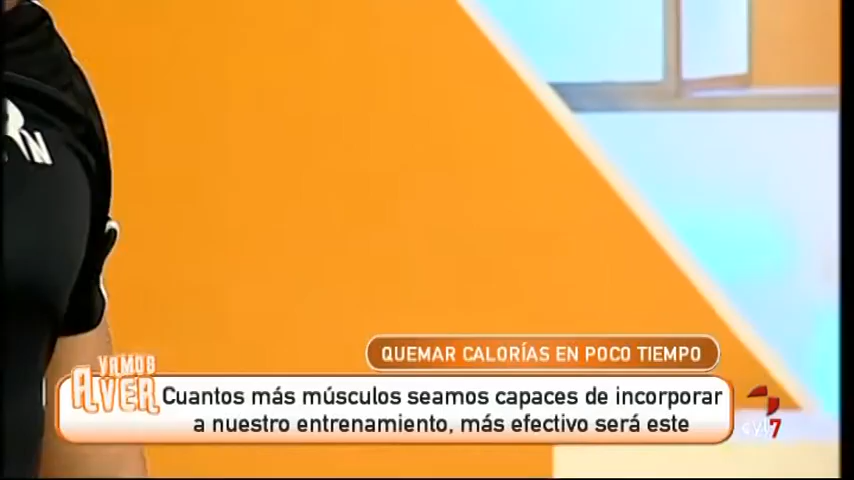 N
QUEMAR CALORÍAS EN POCO TIEMPO
VAMOS
A VER
Cuantos más músculos seamos capaces de incorporar
a nuestro entrenamiento, más efectivo será este
cyl7